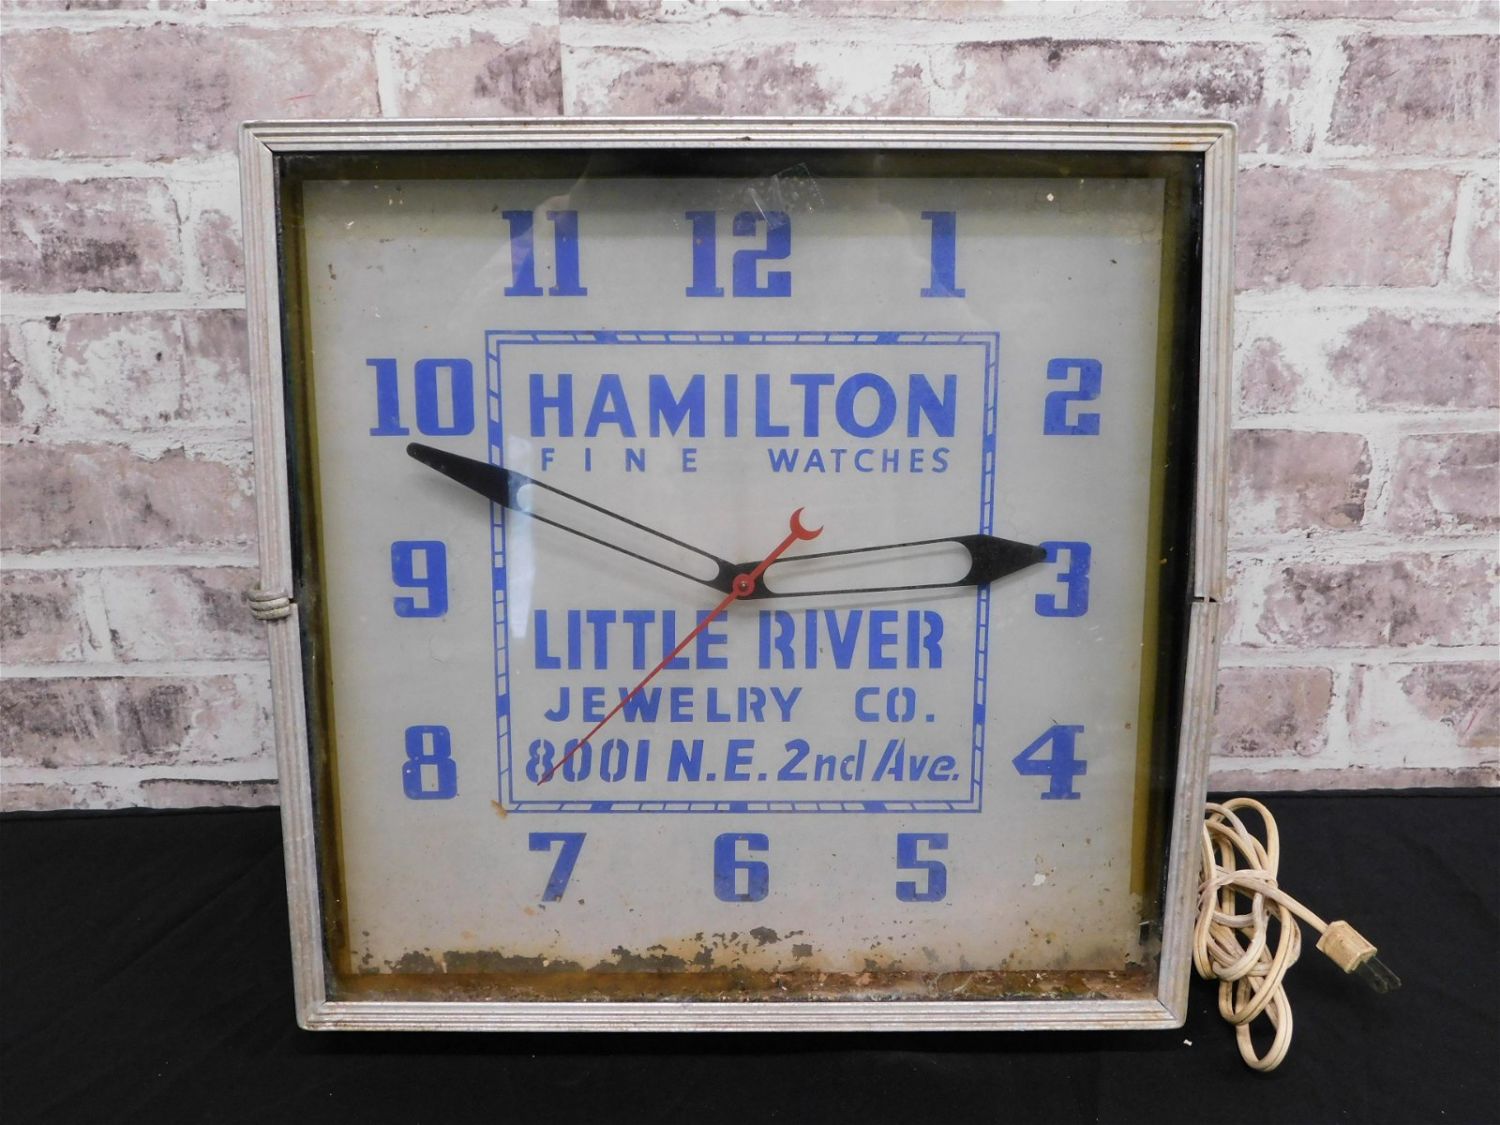 11 12 1
10 2
HAMILTON
FINE WATCHES
9 3
LITTLE RIVER
JEWELRY CO.
8001 N.E. 2nd Ave.
8 4
7 6 5